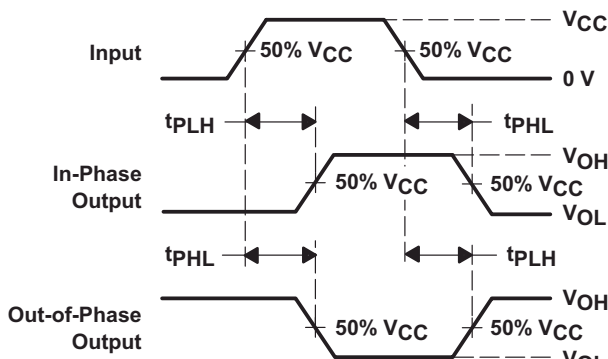 VCC
Input 50% VCC 50% VCC
0 V
tPLH tPHL
VOH
In-Phase
Output
50% VCC 50% VCC
VOL
tPHL tPLH
VOH
Out-of-Phase
Output
50% VCC 50% VCC
VOL